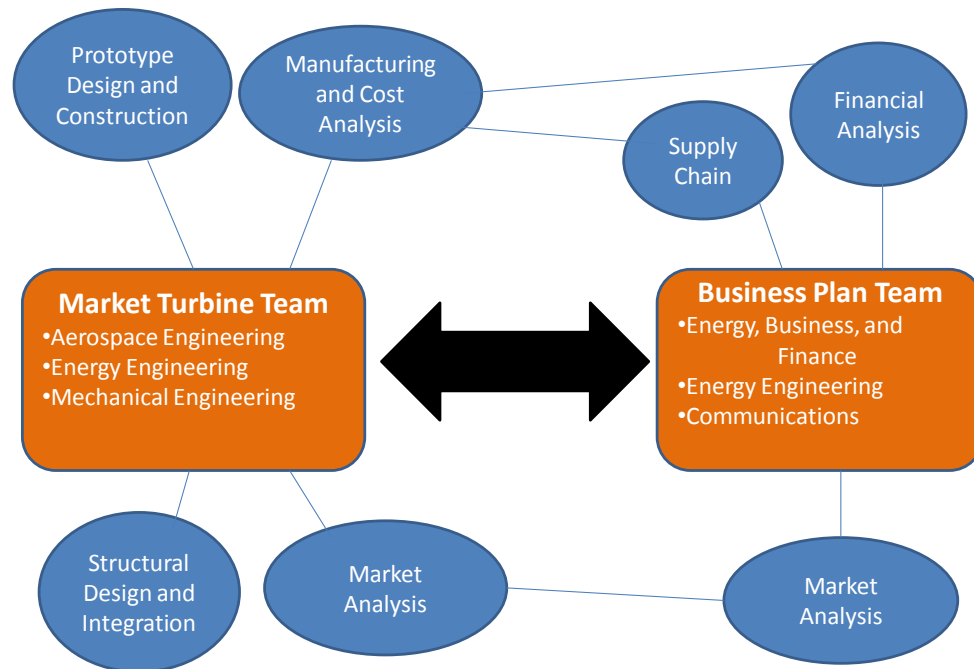 Prototype
Design and
Construction
Manufacturing
and Cost
Analysis
Financial
Analysis
Supply
Chain
Market Turbine Team
•Aerospace Engineering
•Energy Engineering
•Mechanical Engineering
Business Plan Team
•Energy, Business, and
Finance
•Energy Engineering
•Communications
Structural
Design and
Integration
Market
Analysis
Market
Analysis